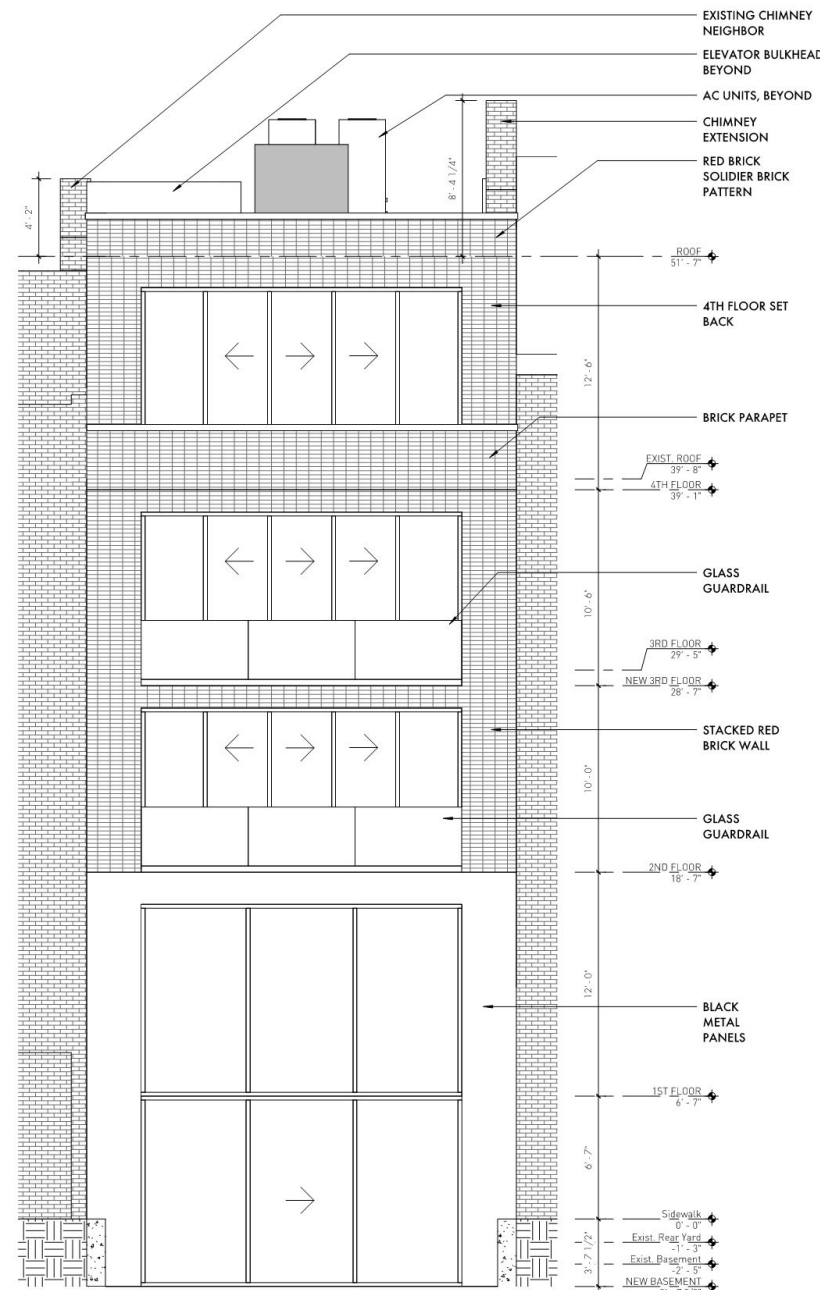 EXISTING CHIMNEY
NEIGHBOR
ELEVATOR BULKHEAD
BEYOND
AC UNITS, BEYOND
CHIMNEY
EXTENSION
RED BRICK
SOLIDIER BRICK
PATTERN
8' - 4 1/4"
4' - 2"
ROOF
51' - 7"
4TH FLOOR SET
BACK
12' - 6"
BRICK PARAPET
EXIST. ROOF
39' - 8"
4TH FLOOR
39' - 1"
GLASS
GUARDRAIL
10' - 6"
3RD FLOOR
29' - 5"
NEW 3RD FLOOR
28' - 7"
STACKED RED
BRICK WALL
10' - 0"
GLASS
GUARDRAIL
2ND FLOOR
18' - 7"
12' - 0"
BLACK
METAL
PANELS
1ST FLOOR
6' - 7"
6' - 7"
Sidewalk
0' - 0"
Exist. Rear Yard
-1' - 3"
Exist. Basement
-2' - 5"
3' - 7 1/2"
NEW BASEMENT